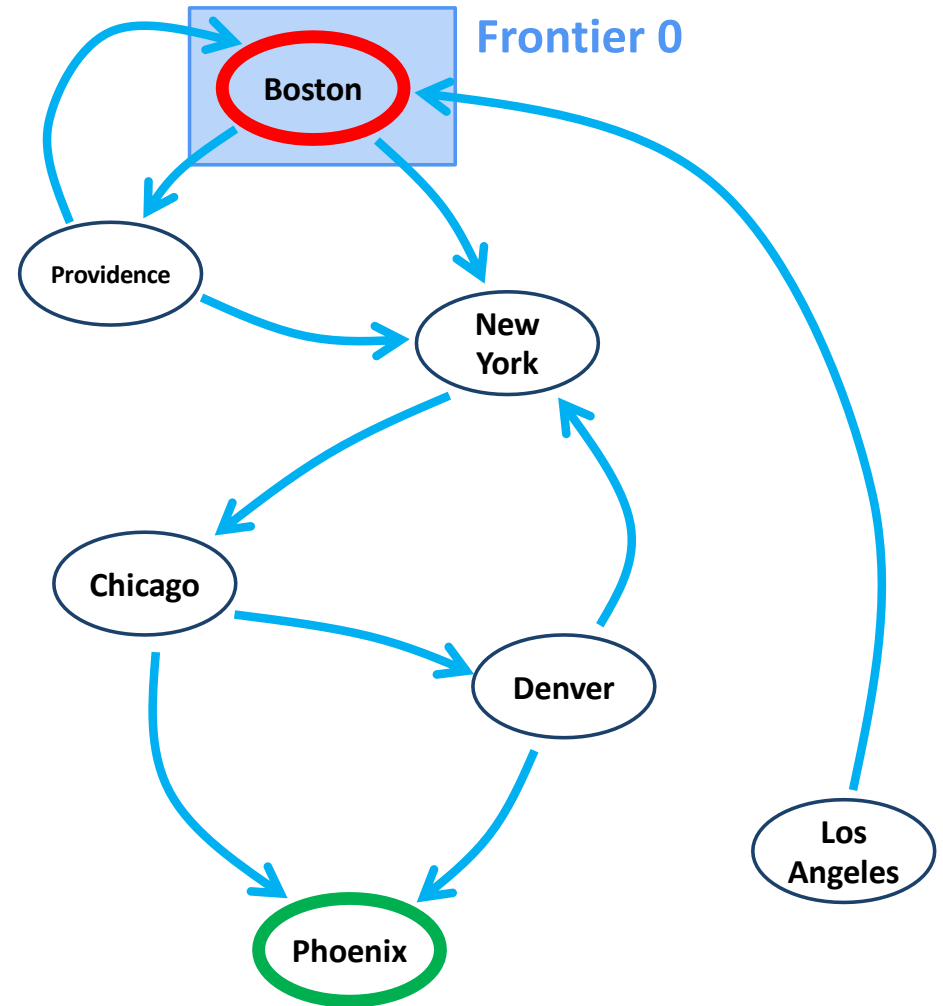 Frontier 0
Boston
Providence
New
York
Chicago
Denver
Los
Angeles
Phoenix